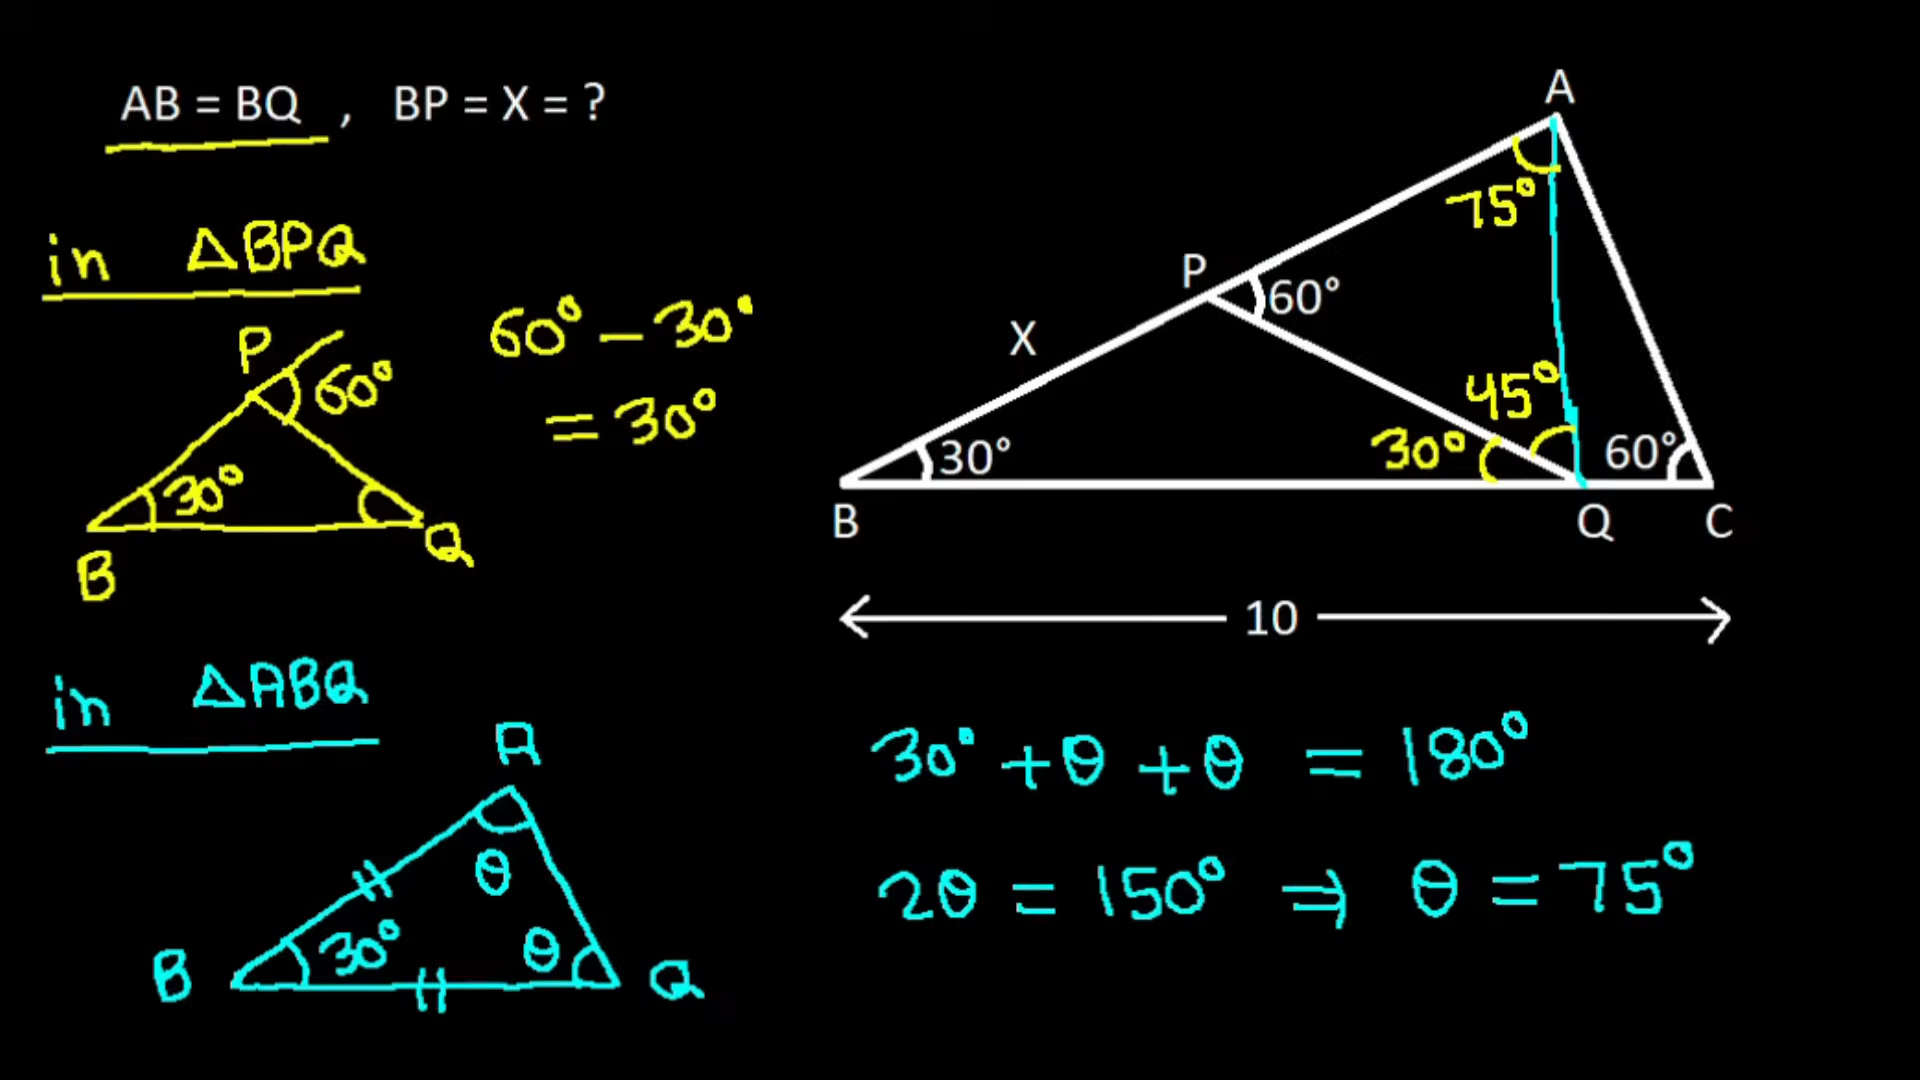 AB = BQ , BP = X = ?
in ΔBPQ
P
60°
30°
B
Q
60° – 30°
= 30°
A
75°
P
60°
X
45°
30°
30°
60°
B
Q
C
10
in ΔABQ
A
θ
30°
θ
B
Q
30° + θ + θ = 180°
2θ = 150° ⇒ θ = 75°